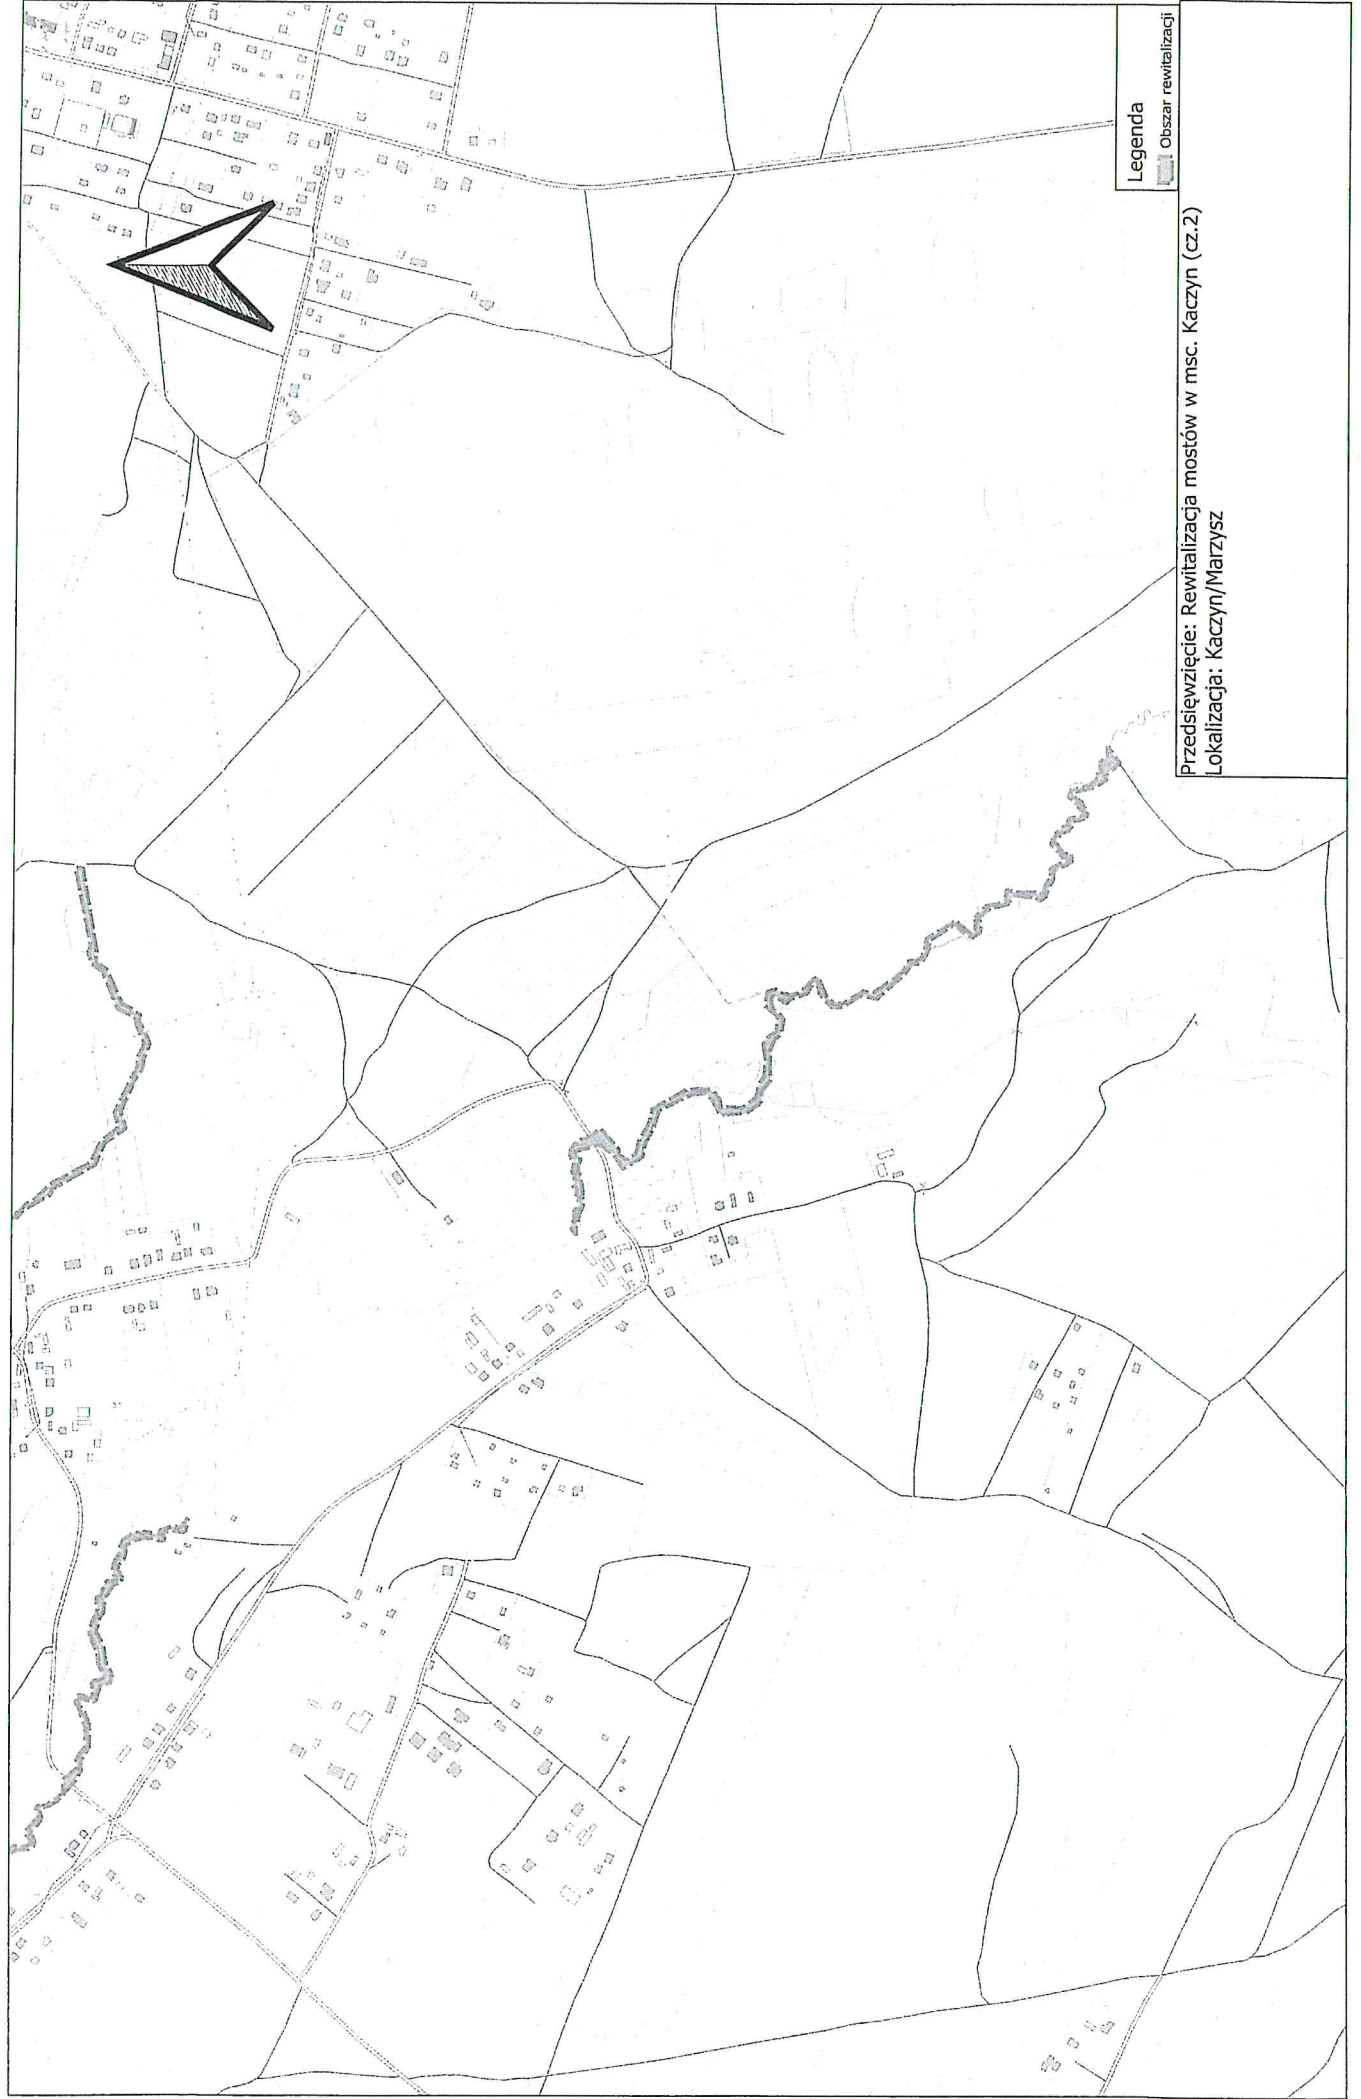 Legenda
Obszar rewitalizacji
Przedsięwzięcie: Rewitalizacja mostów w msc. Kaczyn (cz.2)
Lokalizacja: Kaczyn/Marzysz